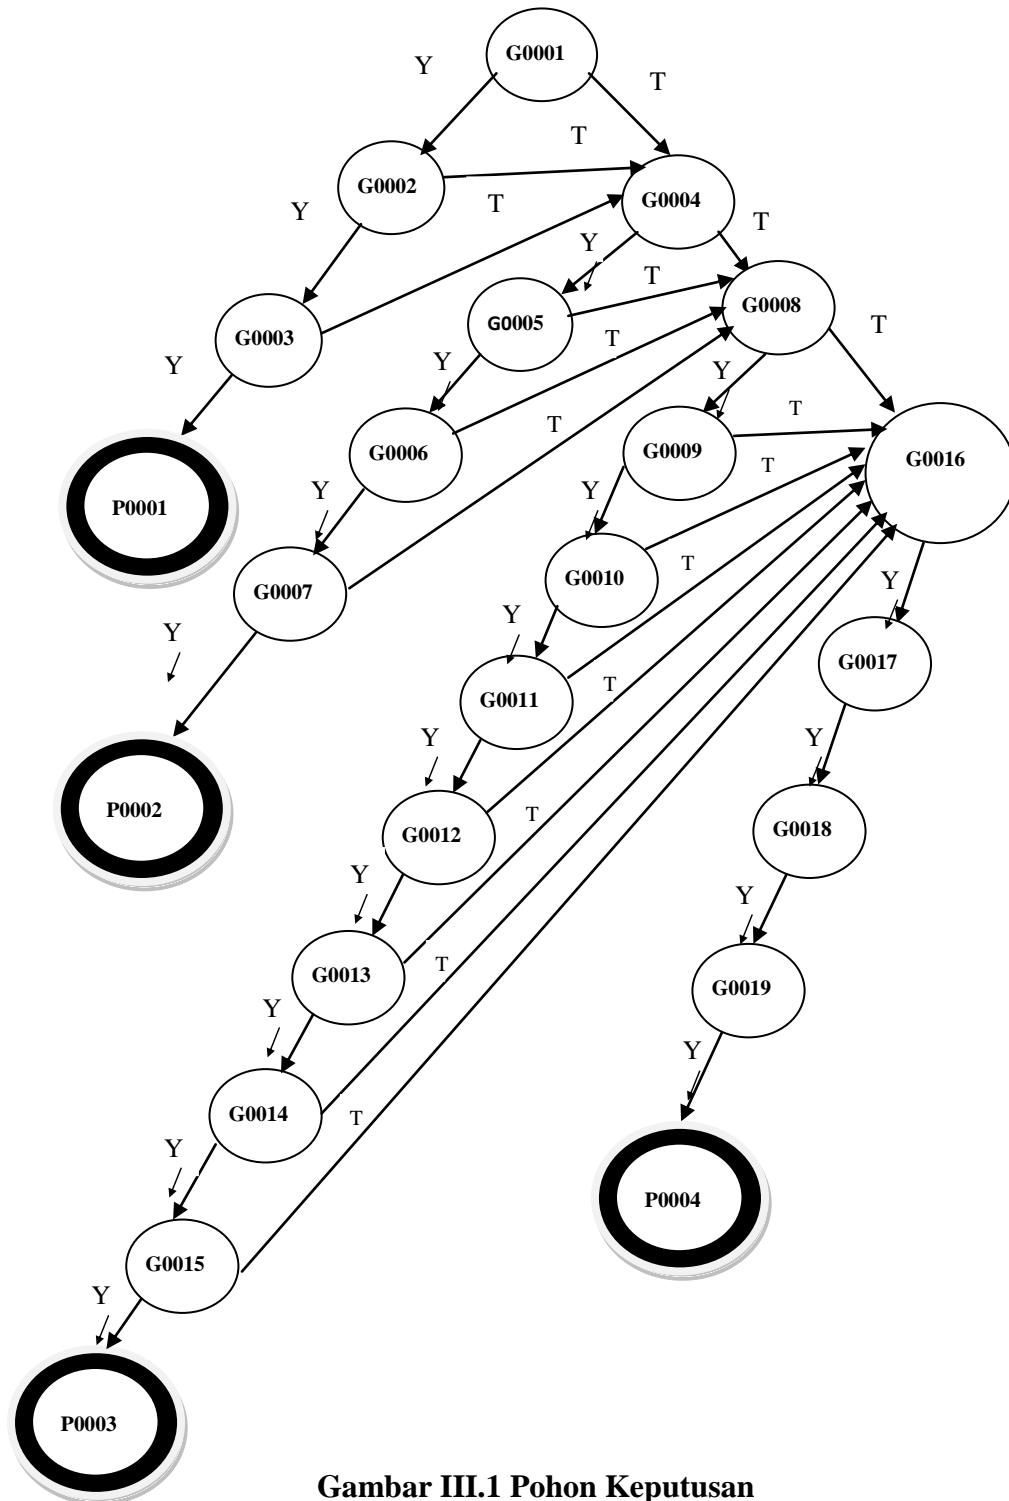 G0001
Y
T
T
G0002
G0004
Y
T
T
Y
T
G0003
G0005
G0008
T
Y
T
Y
Y
T
T
G0006
G0009
G0016
T
P0001
Y
Y
T
G0007
G0010
Y
Y
Y
G0011
G0017
T
Y
Y
P0002
T
G0012
G0018
Y
Y
T
G0013
G0019
Y
Y
G0014
T
Y
P0004
G0015
Y
P0003
Gambar III.1 Pohon Keputusan